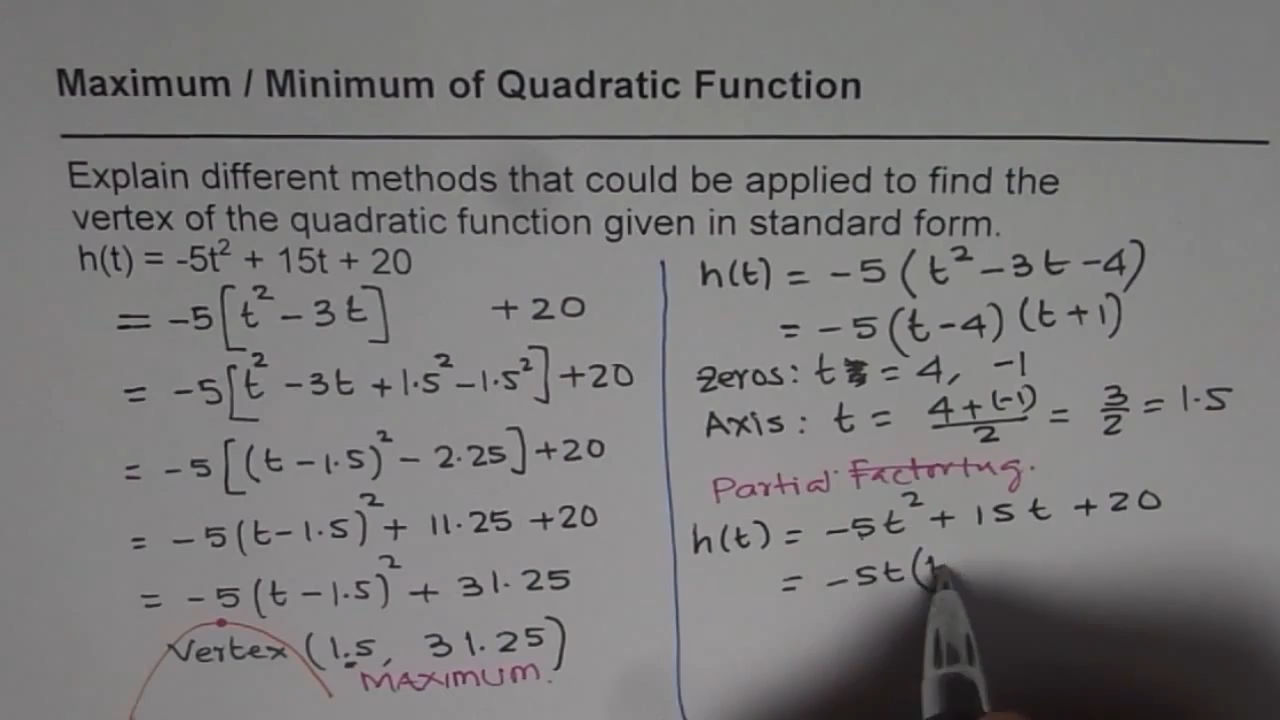 Maximum / Minimum of Quadratic Function
Explain different methods that could be applied to find the
vertex of the quadratic function given in standard form.
h(t) = -5t² + 15t + 20
= -5[t² - 3t] +20
= -5[t² - 3t + 1.5² - 1.5²] + 20
= -5[(t - 1.5)² - 2.25] + 20
= -5(t - 1.5)² + 11.25 + 20
= -5(t - 1.5)² + 31.25
Vertex (1.5, 31.25)
MAXIMUM.
h(t) = -5(t² - 3t - 4)
= -5(t - 4)(t + 1)
Zeros: t = 4, -1
Axis: t = (4 + (-1))/2 = 3/2 = 1.5
Partial Factoring.
h(t) = -5t² + 15t + 20
= -5t(t